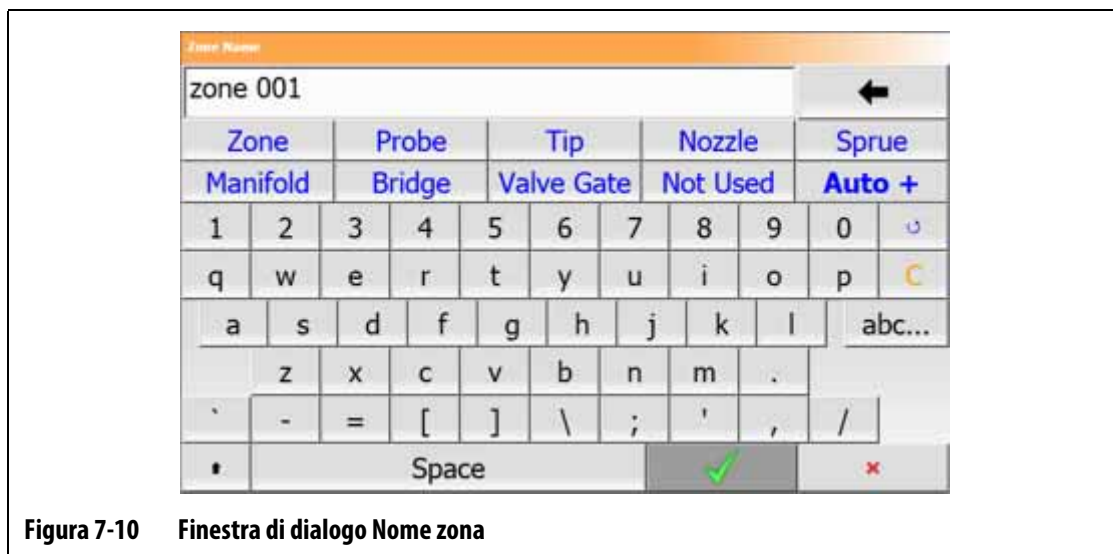 Zone Name
zone 001
Zone Probe Tip Nozzle Sprue
Manifold Bridge Valve Gate Not Used Auto +
1 2 3 4 5 6 7 8 9 0
q w e r t y u i o p C
a s d f g h j k l abc...
z x c v b n m .
` - = [ ] \ ; ' , /
Space
Figura 7-10 Finestra di dialogo Nome zona